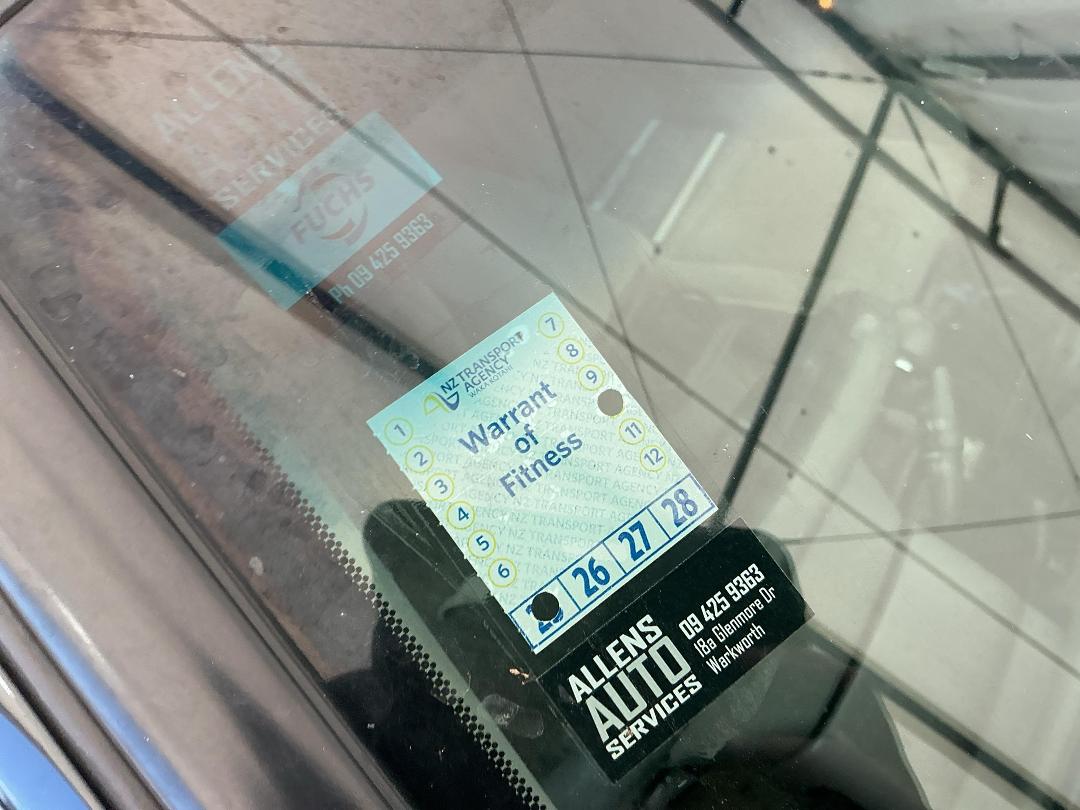 ALLENS
SERVICES
FUCHS
Ph 09 425 9363
NZ TRANSPORT
AGENCY
WAKA KOTAHI
Warrant
of
Fitness
1
2
3
4
5
6
7
8
9
11
12
26 27 28
ALLENS
AUTO
SERVICES
09 425 9363
18a Glenmore Dr
Warkworth